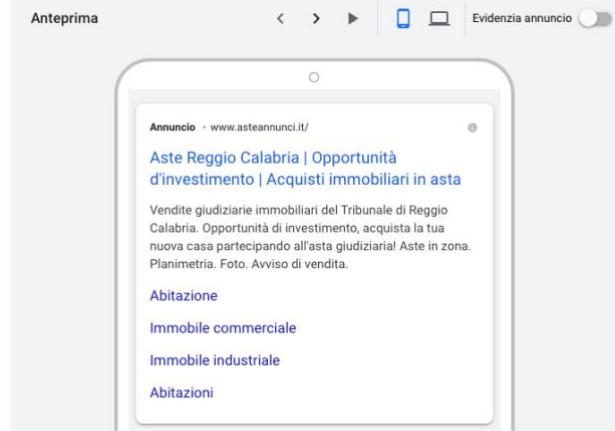 Anteprima
Evidenzia annuncio
Annuncio · www.asteannunci.it/
Aste Reggio Calabria | Opportunità
d'investimento | Acquisti immobiliari in asta
Vendite giudiziarie immobiliari del Tribunale di Reggio
Calabria. Opportunità di investimento, acquista la tua
nuova casa partecipando all'asta giudiziaria! Aste in zona.
Planimetria. Foto. Avviso di vendita.
Abitazione
Immobile commerciale
Immobile industriale
Abitazioni